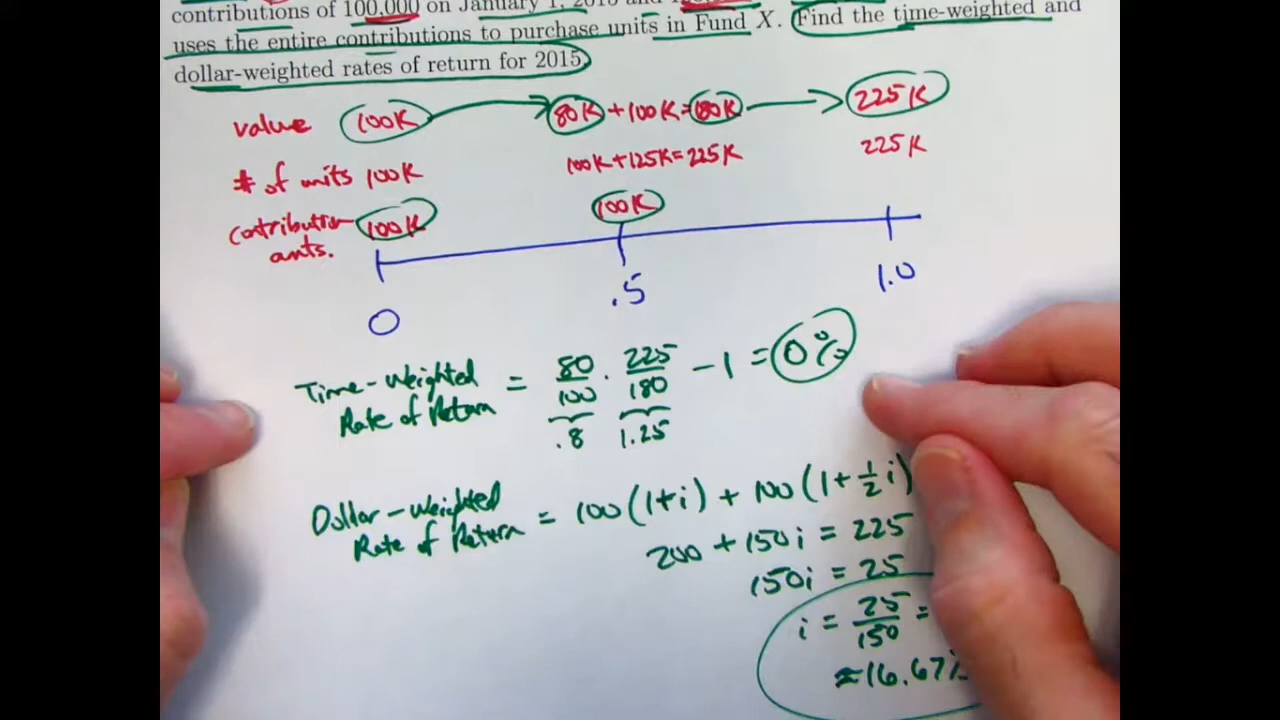 contributions of 100,000 on January 1, 2015 and
uses the entire contributions to purchase units in Fund X. Find the time-weighted and
dollar-weighted rates of return for 2015.
value 100K 80K + 100K = 180K 225K
# of units 100K 100K + 125K = 225K 225K
contribution 100K 100K
amts.
0 .5 1.0
Time-Weighted
Rate of Return = 80/100 · 225/180 - 1 = 0%
.8 1.25
Dollar-Weighted
Rate of Return = 100(1+i) + 100(1+½i)
200 + 150i = 225
150i = 25
i = 25/150 =
≈ 16.67%